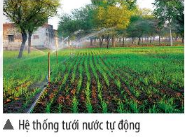 ▲ Hệ thống tưới nước tự động